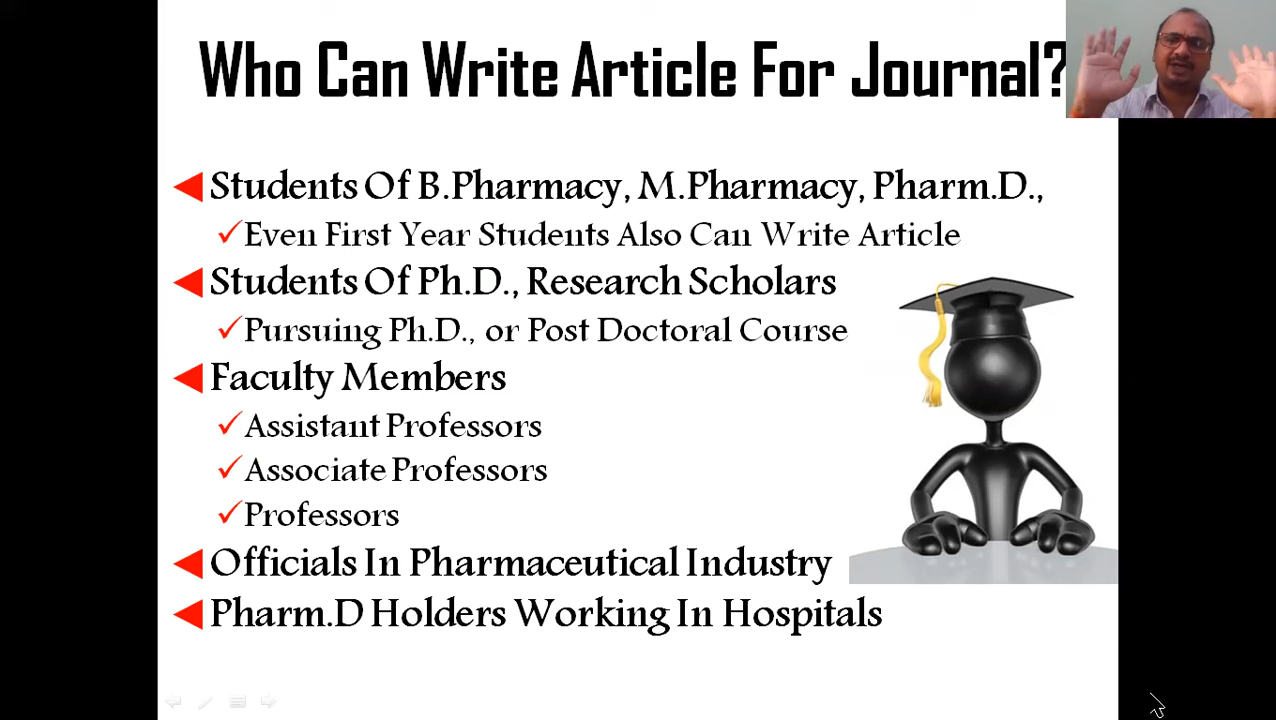 Who Can Write Article For Journal?
Students Of B.Pharmacy, M.Pharmacy, Pharm.D.,
Even First Year Students Also Can Write Article
Students Of Ph.D., Research Scholars
Pursuing Ph.D., or Post Doctoral Course
Faculty Members
Assistant Professors
Associate Professors
Professors
Officials In Pharmaceutical Industry
Pharm.D Holders Working In Hospitals